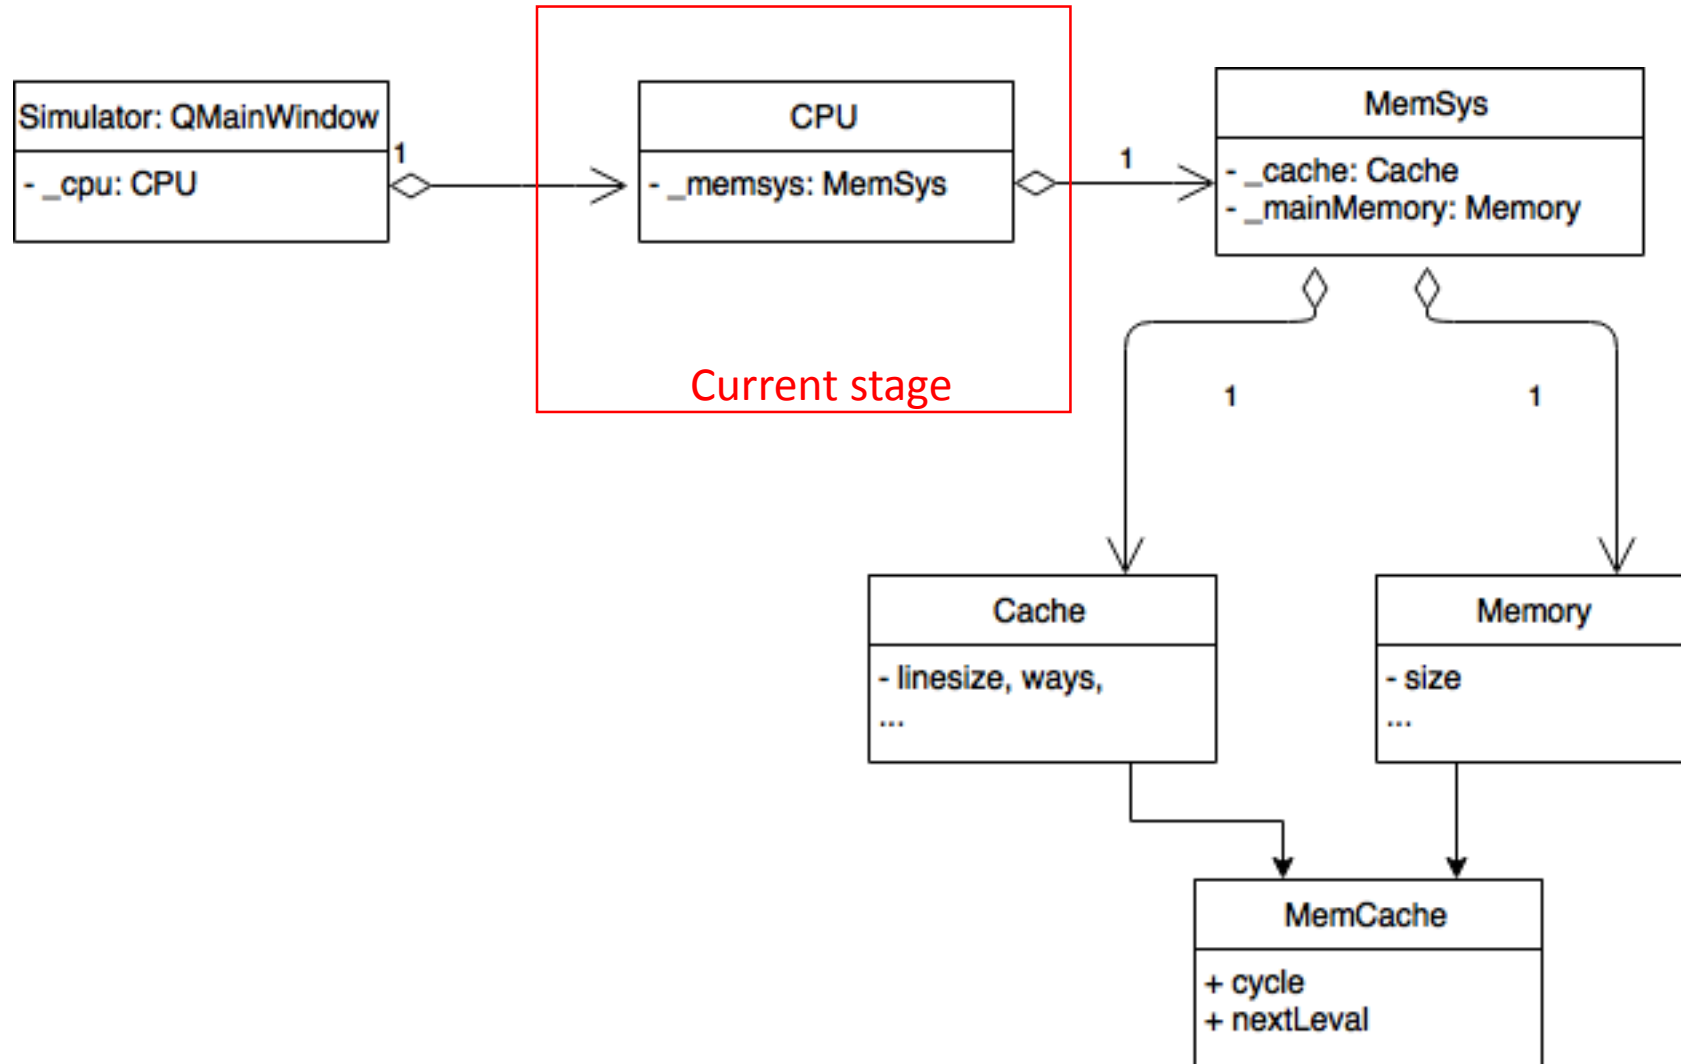 Simulator: QMainWindow
- _cpu: CPU
1
CPU
- _memsys: MemSys
Current stage
1
MemSys
- _cache: Cache
- _mainMemory: Memory
1
1
Cache
- linesize, ways,
...
Memory
- size
...
MemCache
+ cycle
+ nextLeval